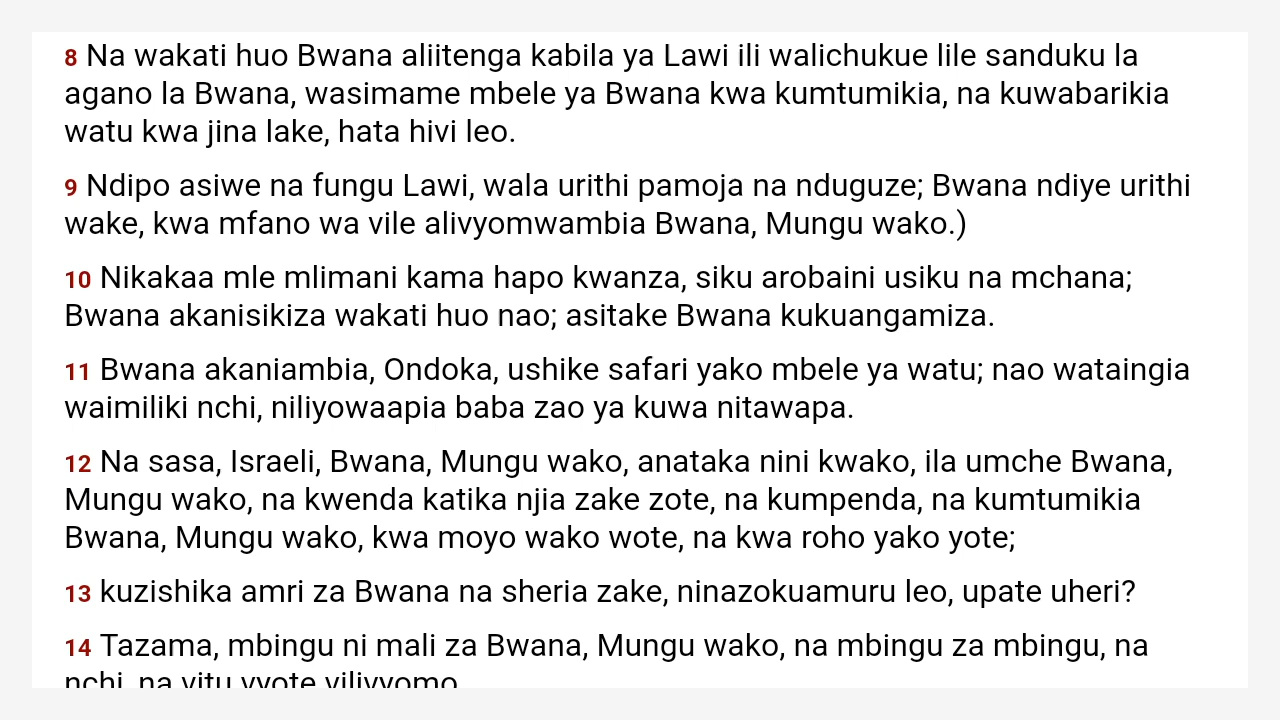 8 Na wakati huo Bwana aliitenga kabila ya Lawi ili walichukue lile sanduku la
agano la Bwana, wasimame mbele ya Bwana kwa kumtumikia, na kuwabarikia
watu kwa jina lake, hata hivi leo.
9 Ndipo asiwe na fungu Lawi, wala urithi pamoja na nduguze; Bwana ndiye urithi
wake, kwa mfano wa vile alivyomwambia Bwana, Mungu wako.)
10 Nikakaa mle mlimani kama hapo kwanza, siku arobaini usiku na mchana;
Bwana akanisikiza wakati huo nao; asitake Bwana kukuangamiza.
11 Bwana akaniambia, Ondoka, ushike safari yako mbele ya watu; nao wataingia
waimiliki nchi, niliyowaapia baba zao ya kuwa nitawapa.
12 Na sasa, Israeli, Bwana, Mungu wako, anataka nini kwako, ila umche Bwana,
Mungu wako, na kwenda katika njia zake zote, na kumpenda, na kumtumikia
Bwana, Mungu wako, kwa moyo wako wote, na kwa roho yako yote;
13 kuzishika amri za Bwana na sheria zake, ninazokuamuru leo, upate uheri?
14 Tazama, mbingu ni mali za Bwana, Mungu wako, na mbingu za mbingu, na
nchi, na vitu vyote vilivyomo